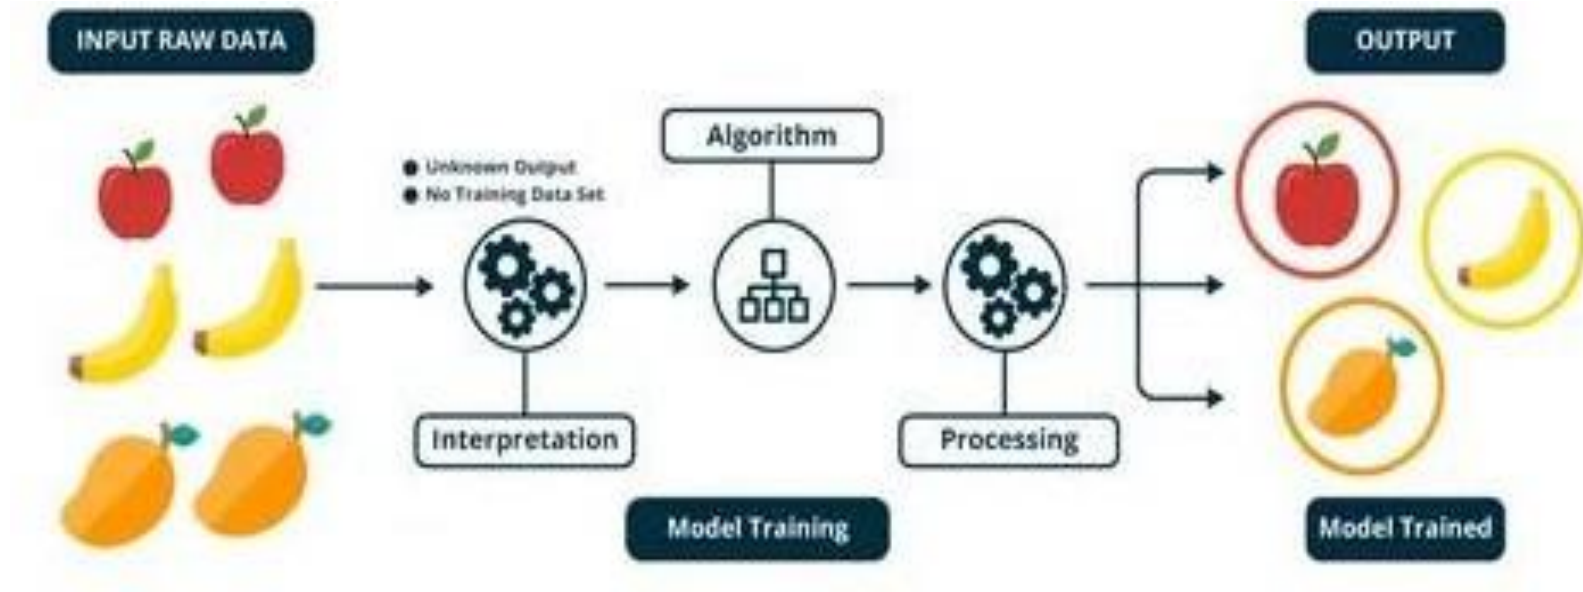 INPUT RAW DATA
OUTPUT
Algorithm
● Unknown Output
● No Training Data Set
Interpretation
Processing
Model Training
Model Trained